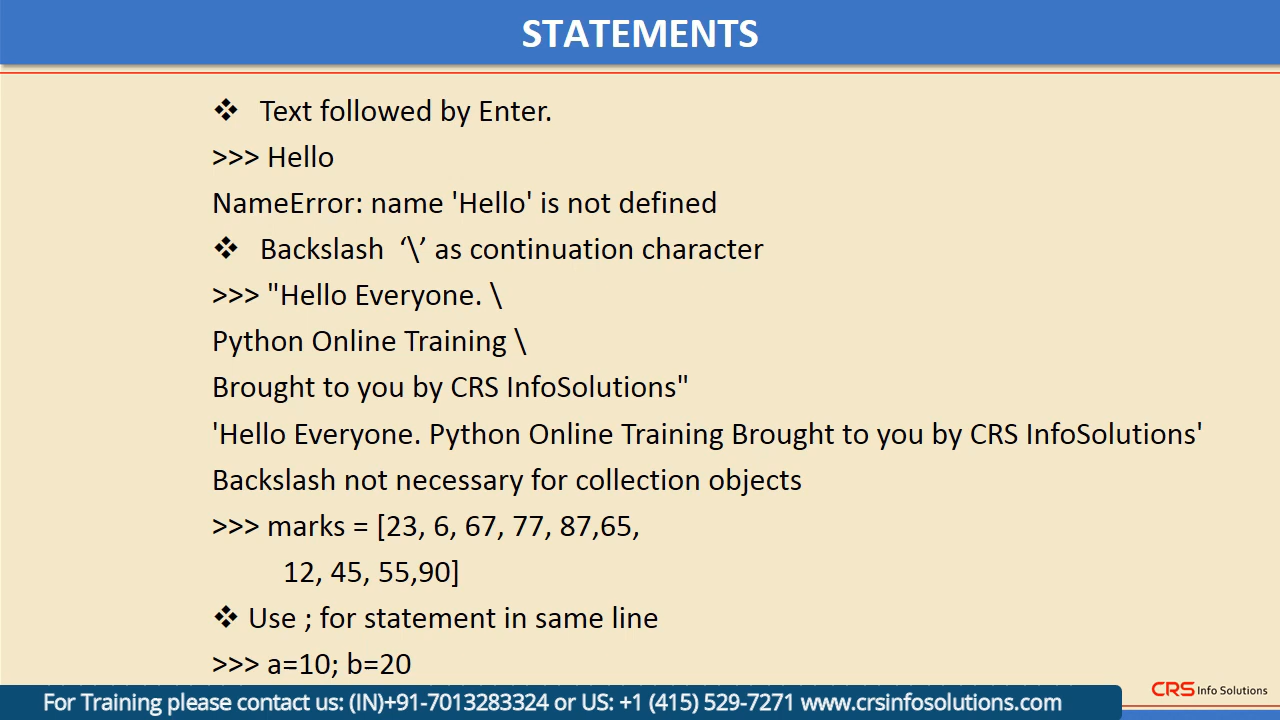 STATEMENTS
❖ Text followed by Enter.
>>> Hello
NameError: name 'Hello' is not defined
❖ Backslash ‘\’ as continuation character
>>> "Hello Everyone. \
Python Online Training \
Brought to you by CRS InfoSolutions"
'Hello Everyone. Python Online Training Brought to you by CRS InfoSolutions'
Backslash not necessary for collection objects
>>> marks = [23, 6, 67, 77, 87,65,
12, 45, 55,90]
❖ Use ; for statement in same line
>>> a=10; b=20
For Training please contact us: (IN)+91-7013283324 or US: +1 (415) 529-7271 www.crsinfosolutions.com
CRS Info Solutions